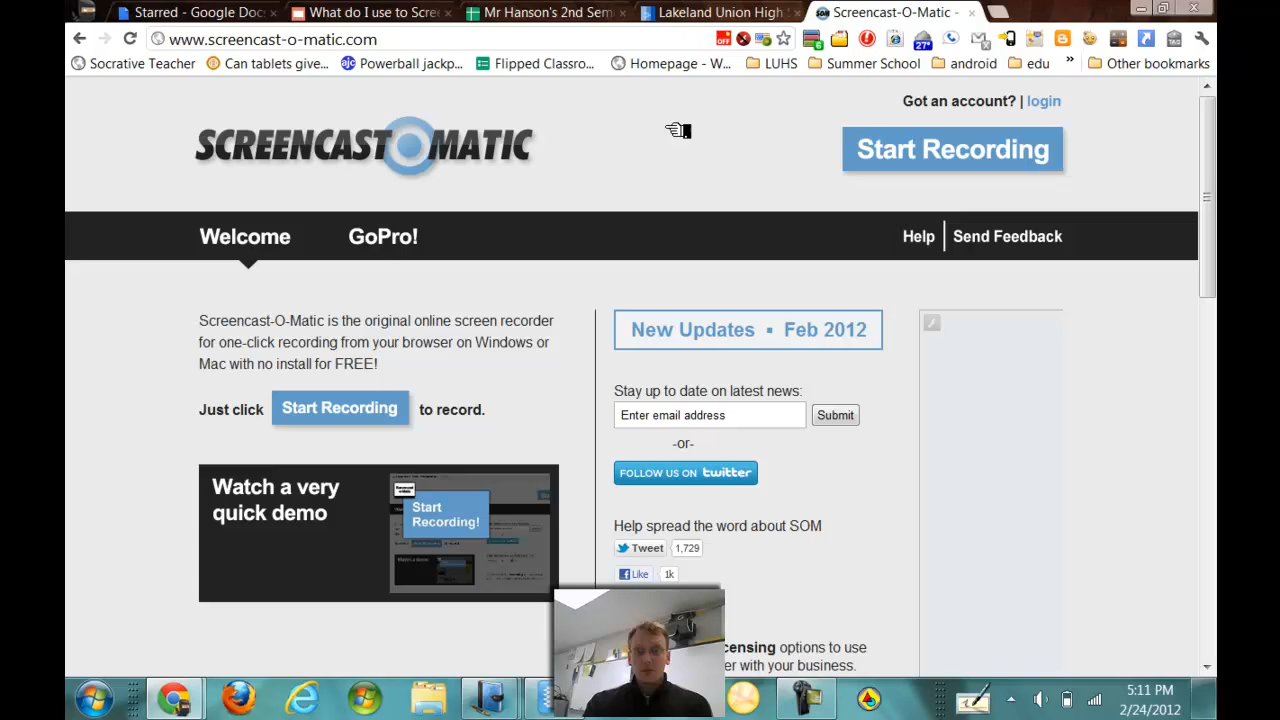 Starred - Google Doc
What do I use to Scre
Mr Hanson's 2nd Sem
Lakeland Union High
Screencast-O-Matic -
www.screencast-o-matic.com
OFF
6
27°
Socrative Teacher
Can tablets give...
Powerball jackp...
Flipped Classro...
Homepage - W...
LUHS
Summer School
android
edu
»
Other bookmarks
Got an account? | login
SCREENCAST O MATIC
Start Recording
Welcome
GoPro!
Help
Send Feedback
Screencast-O-Matic is the original online screen recorder
for one-click recording from your browser on Windows or
Mac with no install for FREE!
Just click Start Recording to record.
Watch a very
quick demo
Start
Recording!
New Updates ▪ Feb 2012
Stay up to date on latest news:
Enter email address
Submit
-or-
FOLLOW US ON twitter
Help spread the word about SOM
Tweet 1,729
Like 1k
censing options to use
er with your business.
5:11 PM
2/24/2012